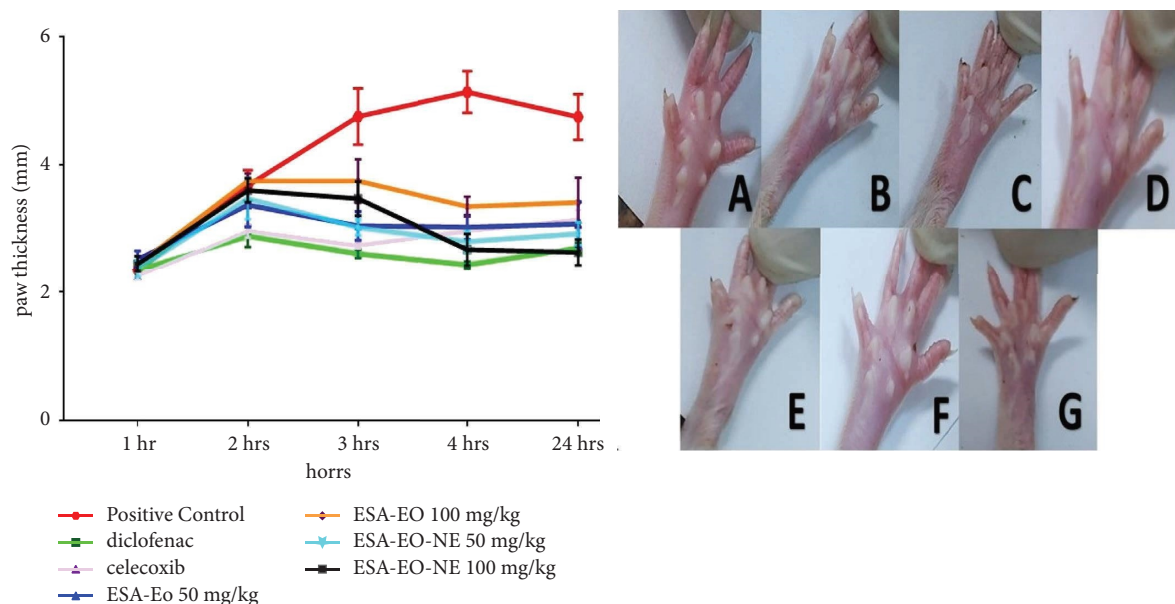 6
4
2
0
paw thickness (mm)
1 hr 2 hrs 3 hrs 4 hrs 24 hrs
horrs
Positive Control
diclofenac
celecoxib
ESA-Eo 50 mg/kg
ESA-EO 100 mg/kg
ESA-EO-NE 50 mg/kg
ESA-EO-NE 100 mg/kg
A B C D
E F G